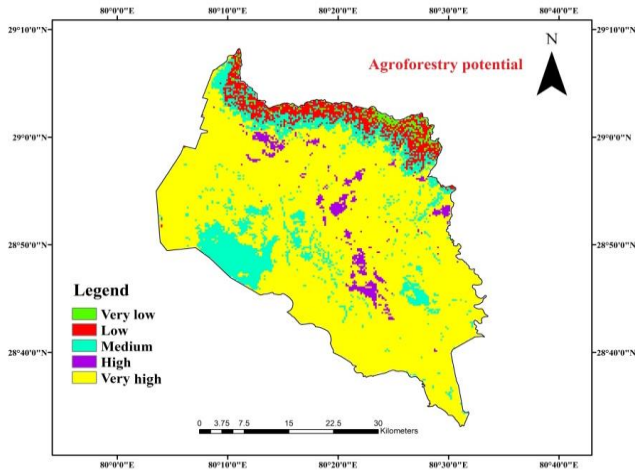 80°0'0"E 80°10'0"E 80°20'0"E 80°30'0"E 80°40'0"E
29°10'0"N 29°10'0"N
N
Agroforestry potential
29°0'0"N 29°0'0"N
28°50'0"N 28°50'0"N
Legend
Very low
Low
Medium
High
Very high
28°40'0"N 28°40'0"N
0 3.75 7.5 15 22.5 30
Kilometers
80°0'0"E 80°10'0"E 80°20'0"E 80°30'0"E 80°40'0"E